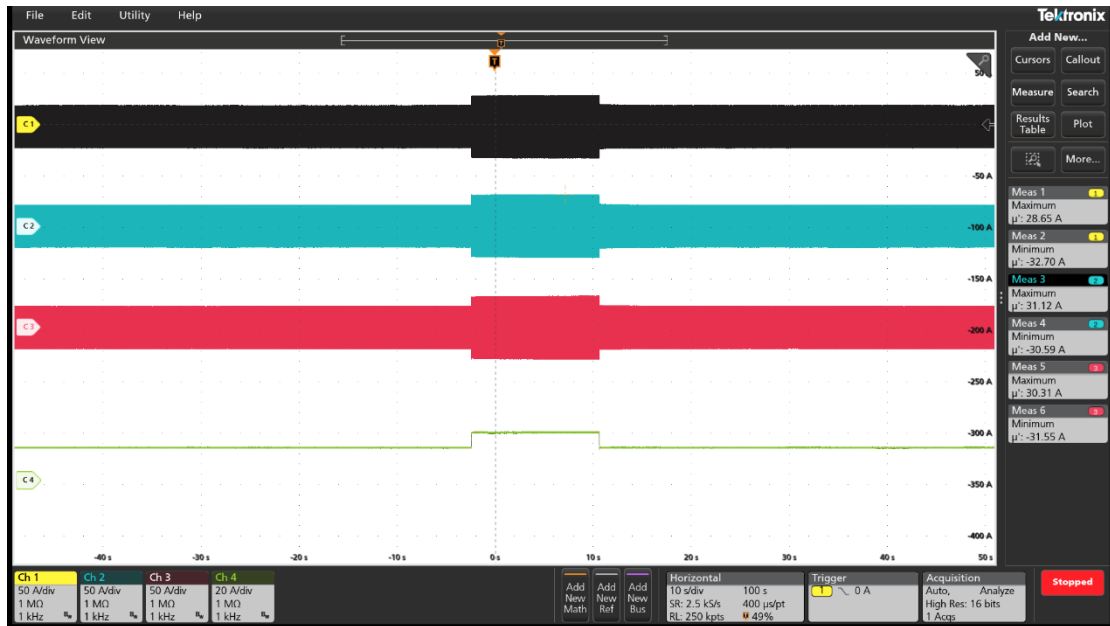 File Edit Utility Help
Tektronix
Waveform View
Add New...
T
T
Cursors Callout
50
Measure Search
C1
Results Table Plot
More...
-50 A
Meas 1 1
Maximum
µ': 28.65 A
C2
-100 A
Meas 2 1
Minimum
µ': -32.70 A
-150 A
Meas 3 2
Maximum
µ': 31.12 A
C3
-200 A
Meas 4 2
Minimum
µ': -30.59 A
-250 A
Meas 5 3
Maximum
µ': 30.31 A
Meas 6 3
Minimum
µ': -31.55 A
-300 A
C4
-350 A
-400 A
-40 s -30 s -20 s -10 s 0 s 10 s 20 s 30 s 40 s 50 s
Ch 1
50 A/div
1 MΩ
1 kHz
Ch 2
50 A/div
1 MΩ
1 kHz
Ch 3
50 A/div
1 MΩ
1 kHz
Ch 4
20 A/div
1 MΩ
1 kHz
Add New Math
Add New Ref
Add New Bus
Horizontal
10 s/div 100 s
SR: 2.5 kS/s 400 µs/pt
RL: 250 kpts 49%
Trigger
1 0 A
Acquisition
Auto, Analyze
High Res: 16 bits
1 Acqs
Stopped